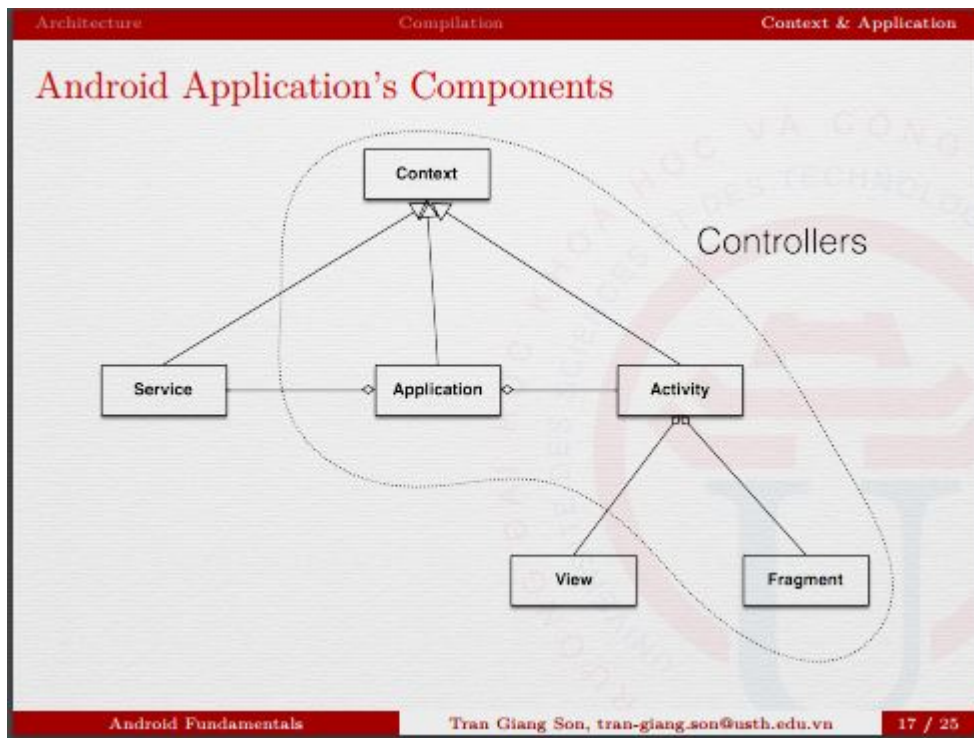 Architecture Compilation Context & Application
Android Application's Components
Context
Controllers
Service Application Activity
View Fragment
Android Fundamentals Tran Giang Son, tran-giang.son@usth.edu.vn 17 / 25